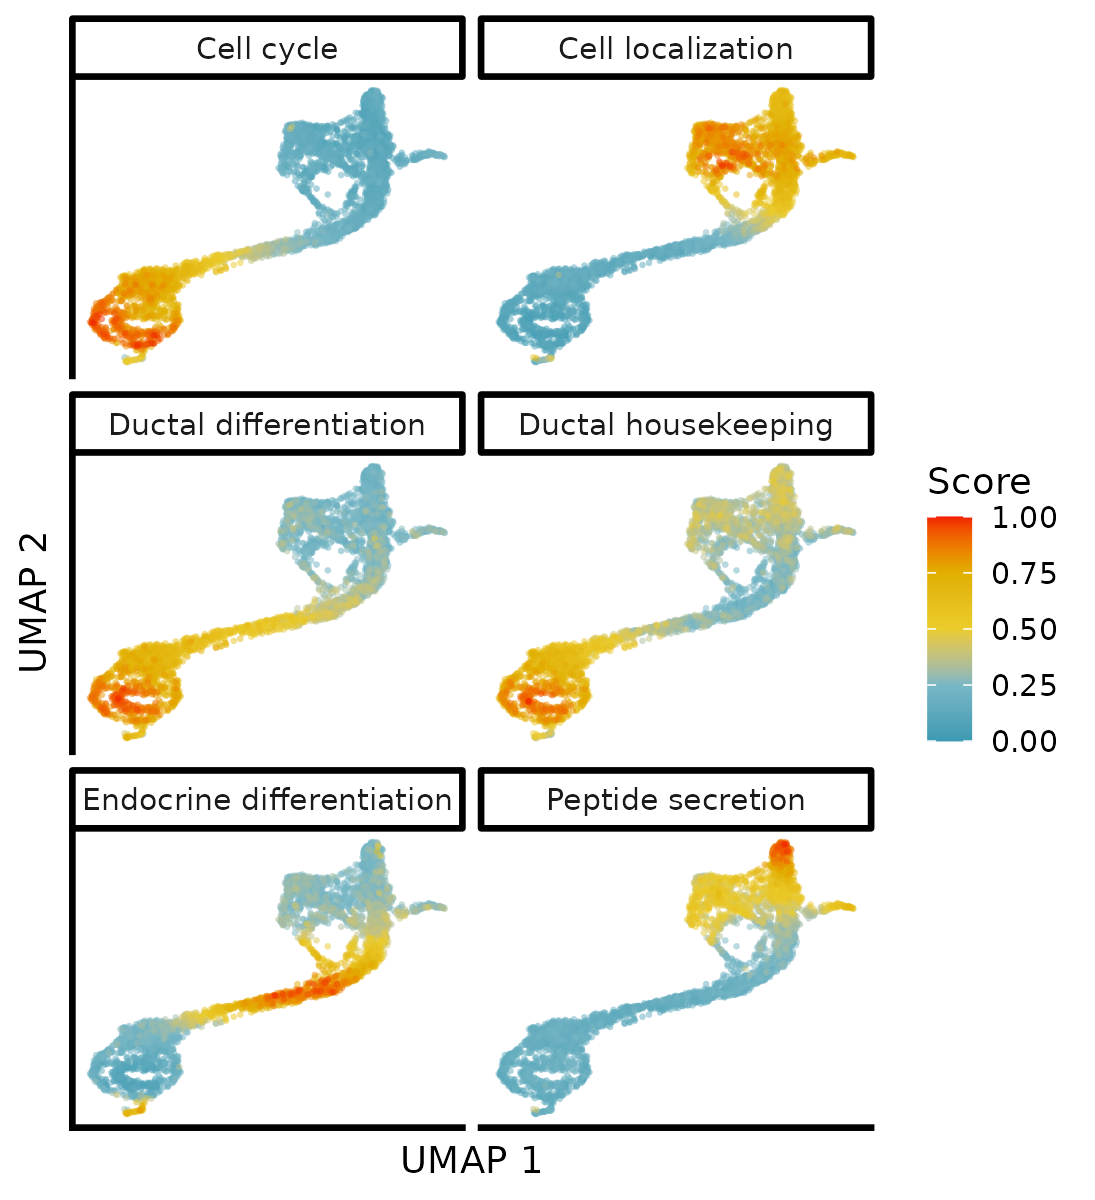 Cell cycle
Cell localization
Ductal differentiation
Ductal housekeeping
Endocrine differentiation
Peptide secretion
UMAP 2
UMAP 1
Score
1.00
0.75
0.50
0.25
0.00